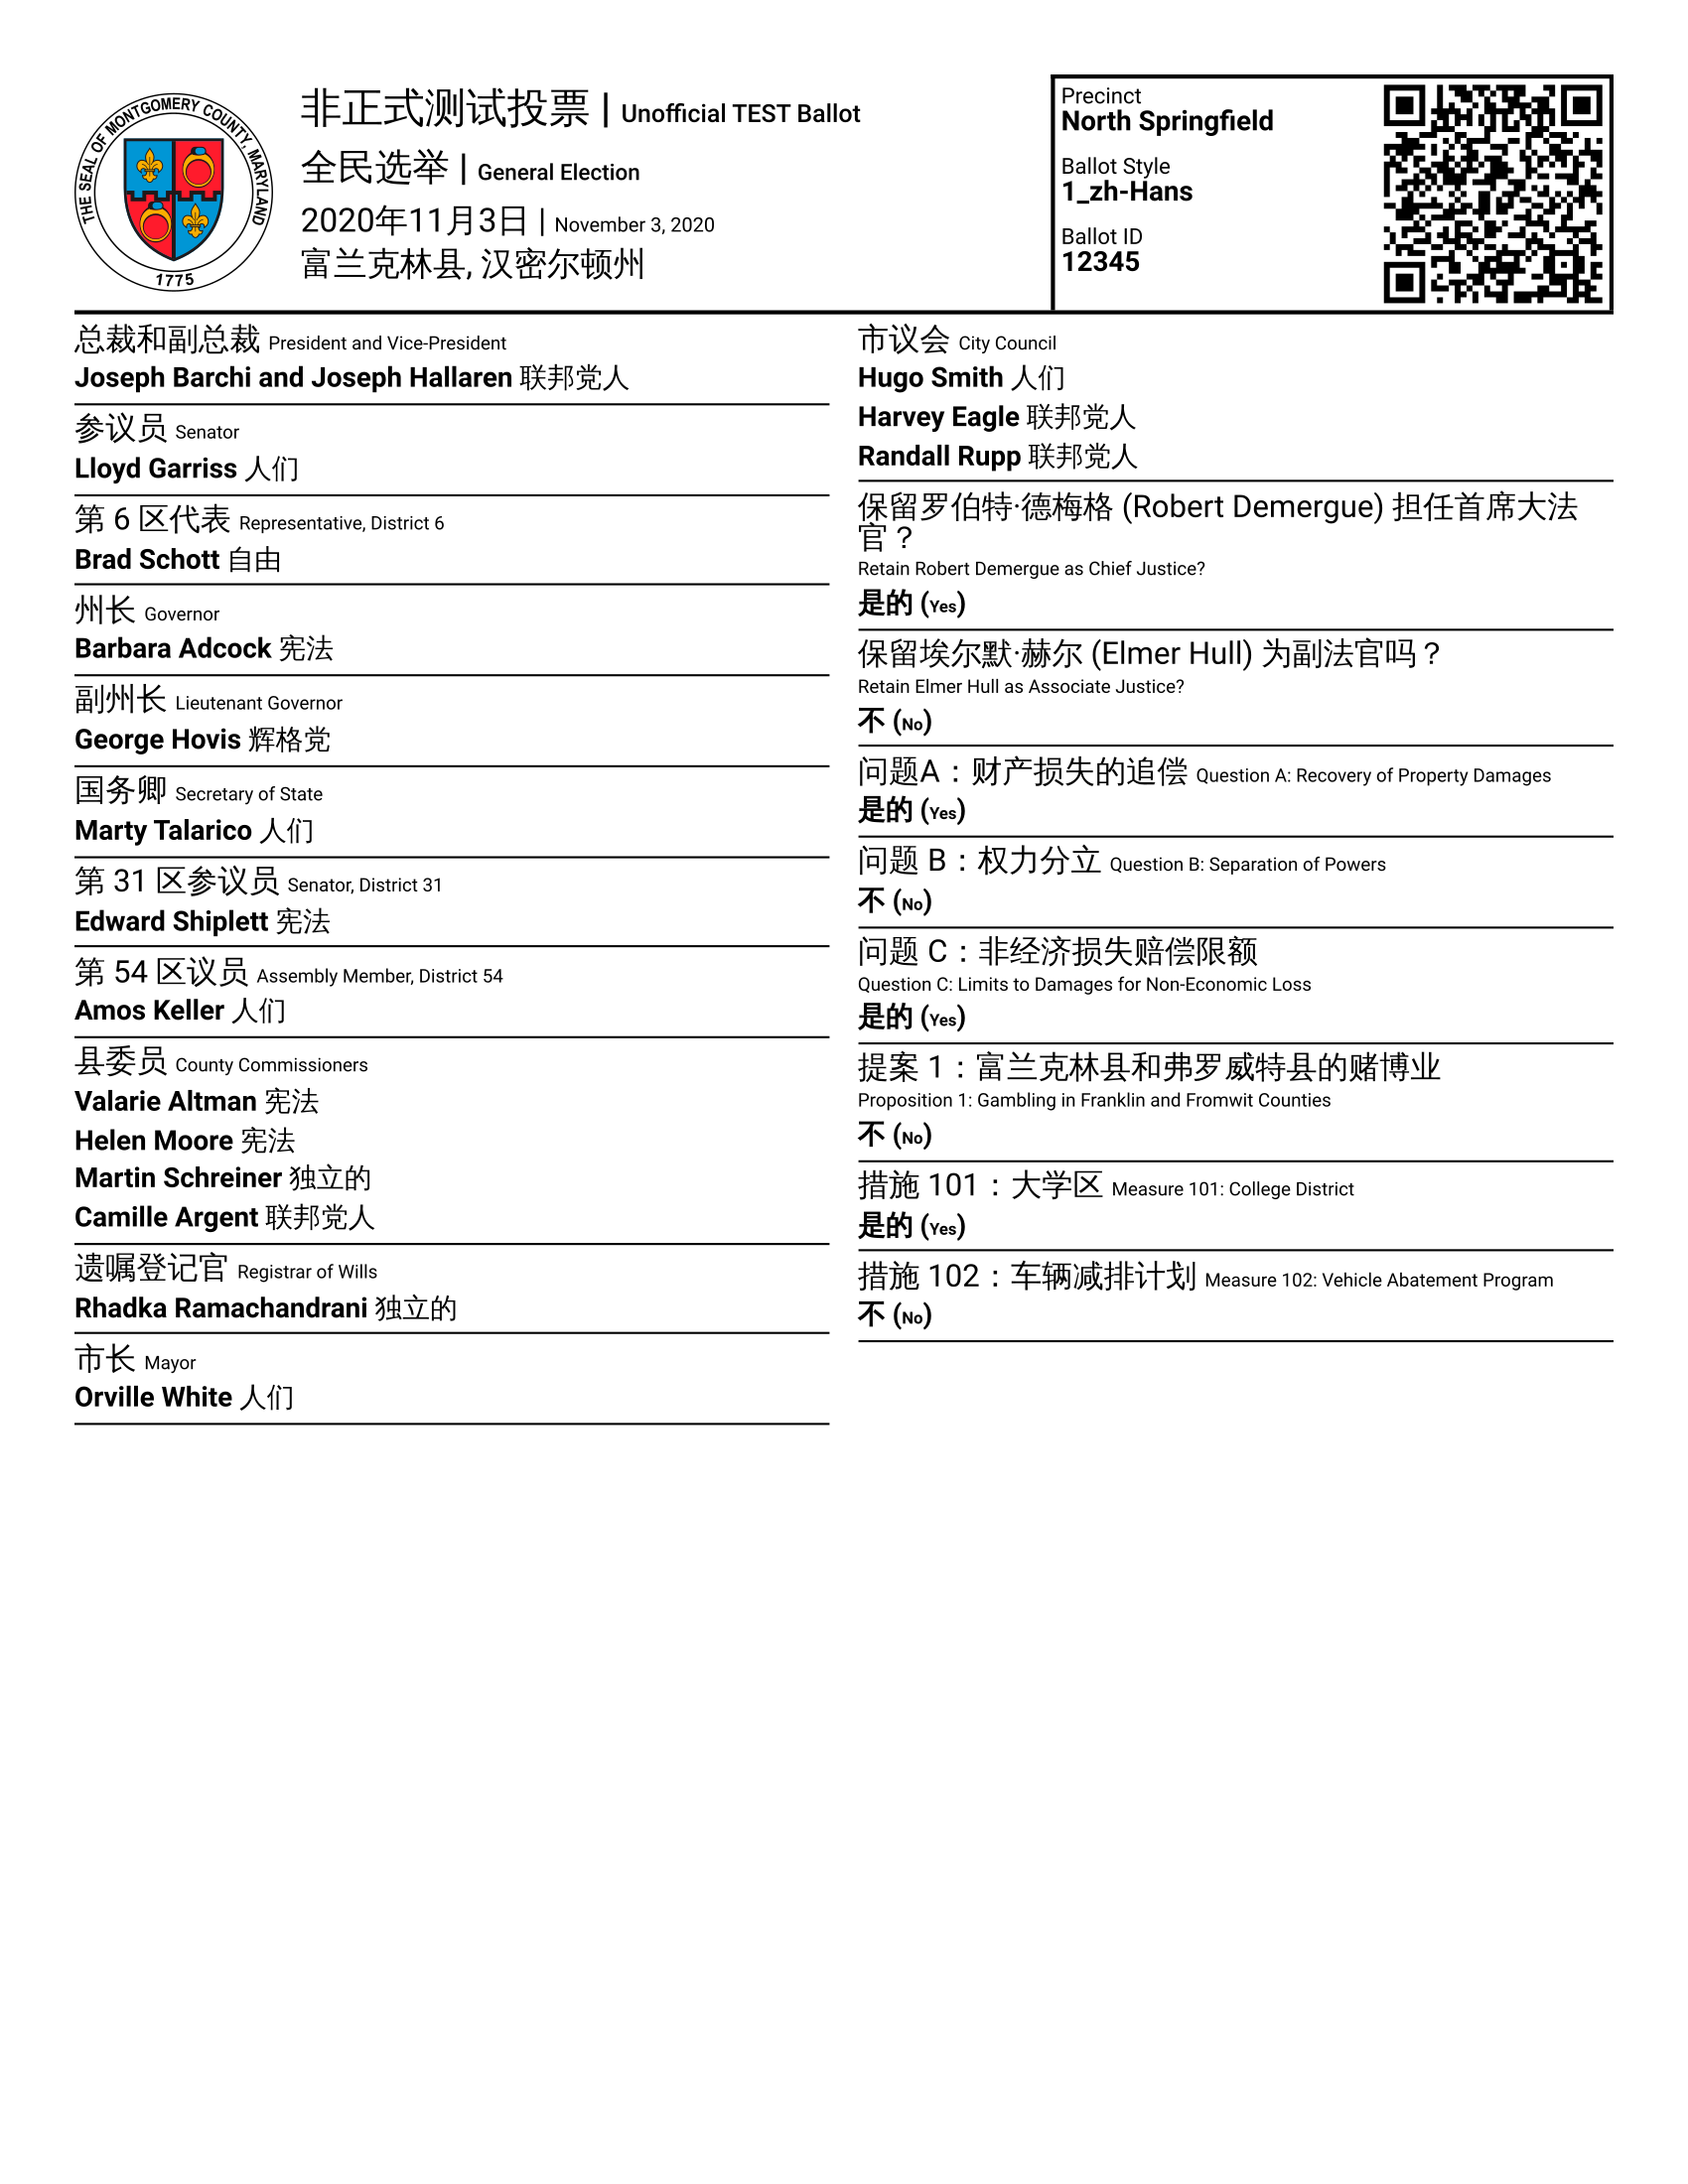 THE SEAL OF MONTGOMERY COUNTY, MARYLAND
1775
非正式测试投票 | Unofficial TEST Ballot
全民选举 | General Election
2020年11月3日 | November 3, 2020
富兰克林县, 汉密尔顿州
Precinct
North Springfield
Ballot Style
1_zh-Hans
Ballot ID
12345
总裁和副总裁 President and Vice-President
Joseph Barchi and Joseph Hallaren 联邦党人
参议员 Senator
Lloyd Garriss 人们
第 6 区代表 Representative, District 6
Brad Schott 自由
州长 Governor
Barbara Adcock 宪法
副州长 Lieutenant Governor
George Hovis 辉格党
国务卿 Secretary of State
Marty Talarico 人们
第 31 区参议员 Senator, District 31
Edward Shiplett 宪法
第 54 区议员 Assembly Member, District 54
Amos Keller 人们
县委员 County Commissioners
Valarie Altman 宪法
Helen Moore 宪法
Martin Schreiner 独立的
Camille Argent 联邦党人
遗嘱登记官 Registrar of Wills
Rhadka Ramachandrani 独立的
市长 Mayor
Orville White 人们
市议会 City Council
Hugo Smith 人们
Harvey Eagle 联邦党人
Randall Rupp 联邦党人
保留罗伯特·德梅格 (Robert Demergue) 担任首席大法
官？
Retain Robert Demergue as Chief Justice?
是的 (Yes)
保留埃尔默·赫尔 (Elmer Hull) 为副法官吗？
Retain Elmer Hull as Associate Justice?
不 (No)
问题A：财产损失的追偿 Question A: Recovery of Property Damages
是的 (Yes)
问题 B：权力分立 Question B: Separation of Powers
不 (No)
问题 C：非经济损失赔偿限额
Question C: Limits to Damages for Non-Economic Loss
是的 (Yes)
提案 1：富兰克林县和弗罗威特县的赌博业
Proposition 1: Gambling in Franklin and Fromwit Counties
不 (No)
措施 101：大学区 Measure 101: College District
是的 (Yes)
措施 102：车辆减排计划 Measure 102: Vehicle Abatement Program
不 (No)